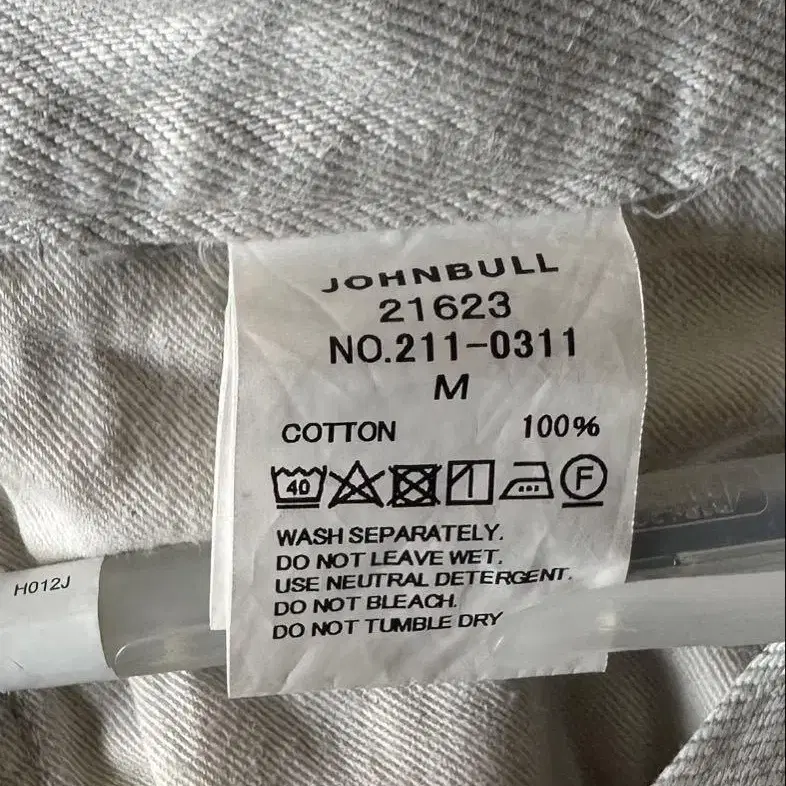 JOHNBULL
21623
NO.211-0311
M
COTTON 100%
40 F
WASH SEPARATELY.
DO NOT LEAVE WET.
USE NEUTRAL DETERGENT.
DO NOT BLEACH.
DO NOT TUMBLE DRY
H012J